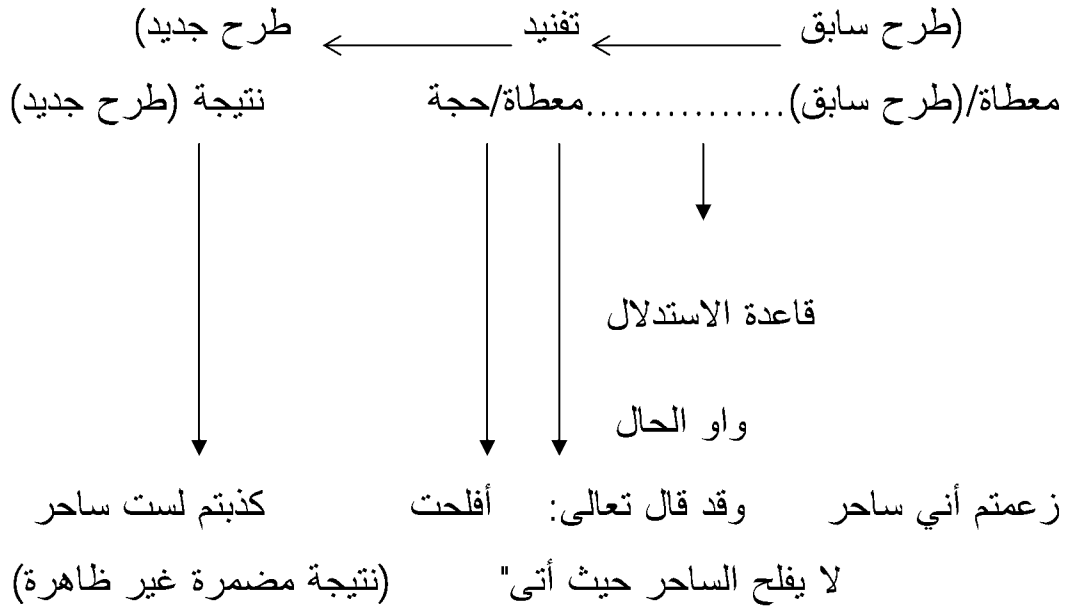 (طرح سابق تفنيد طرح جديد)
معطاة/(طرح سابق)...............معطاة/حجة نتيجة (طرح جديد)
قاعدة الاستدلال
واو الحال
زعمتم أني ساحر وقد قال تعالى: أفلحت كذبتم لست ساحر
لا يفلح الساحر حيث أتى" (نتيجة مضمرة غير ظاهرة)